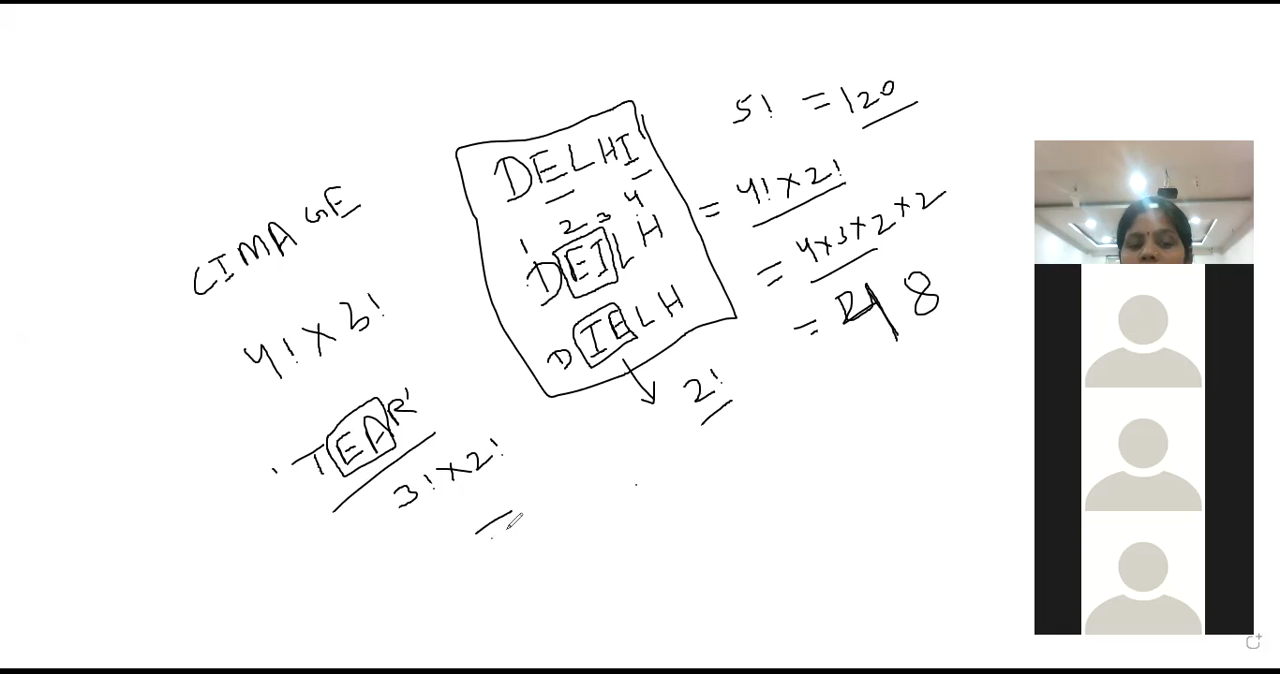 5! = 120
DELHI"
1 2 3 4
DEILH
DIELH
= 4! × 2!
= 4×3×2×2
= 48
2!
CIMAGE
4! × 3!
'TEAR'
3! × 2!